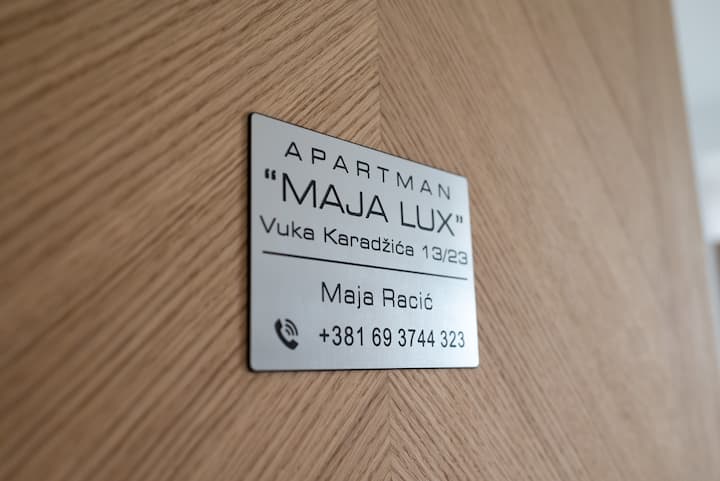 APARTMAN
“MAJA LUX”
Vuka Karadžića 13/23
Maja Racić
+381 69 3744 323